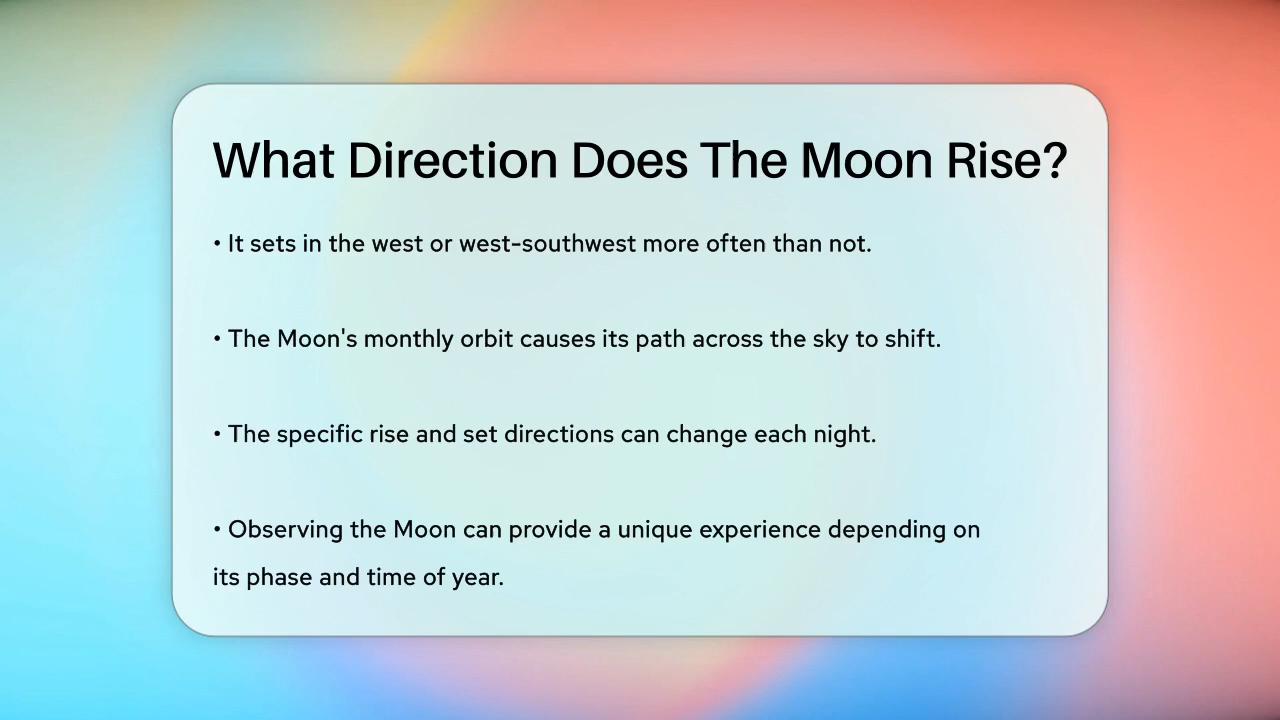 What Direction Does The Moon Rise?
• It sets in the west or west-southwest more often than not.
• The Moon's monthly orbit causes its path across the sky to shift.
• The specific rise and set directions can change each night.
• Observing the Moon can provide a unique experience depending on
its phase and time of year.